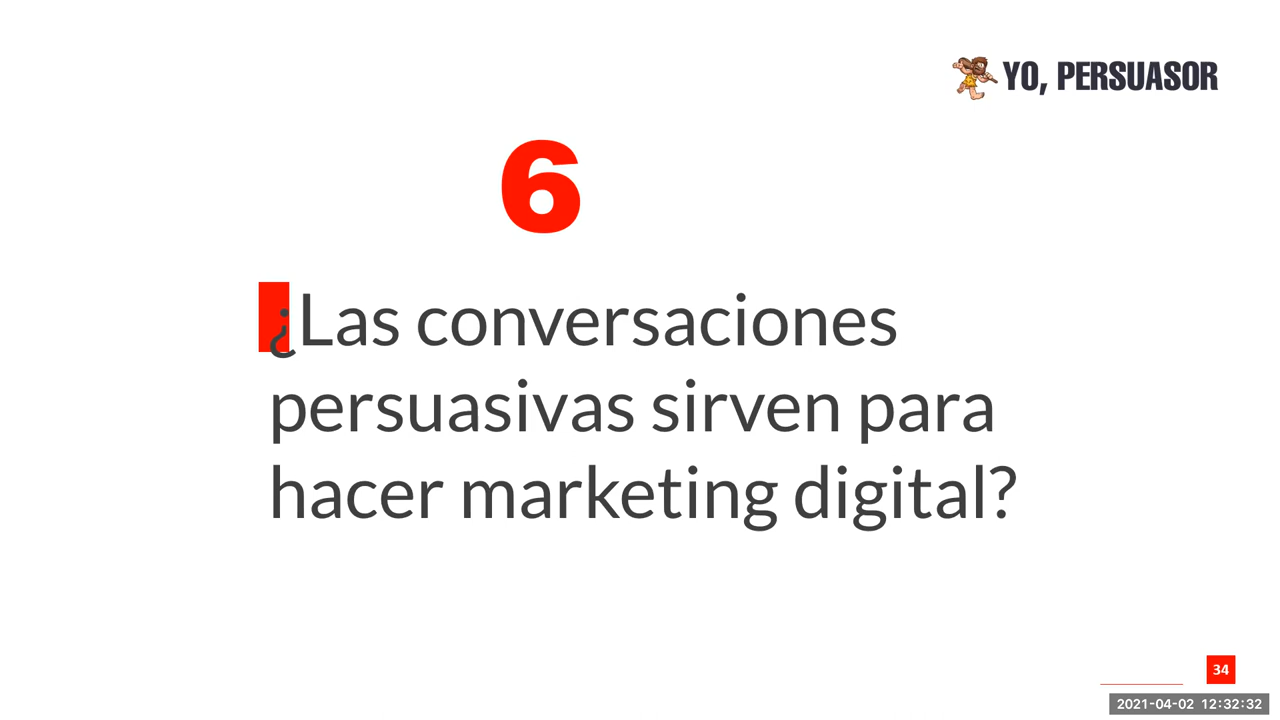 YO, PERSUASOR
6
¿Las conversaciones
persuasivas sirven para
hacer marketing digital?
34
2021-04-02 12:32:32